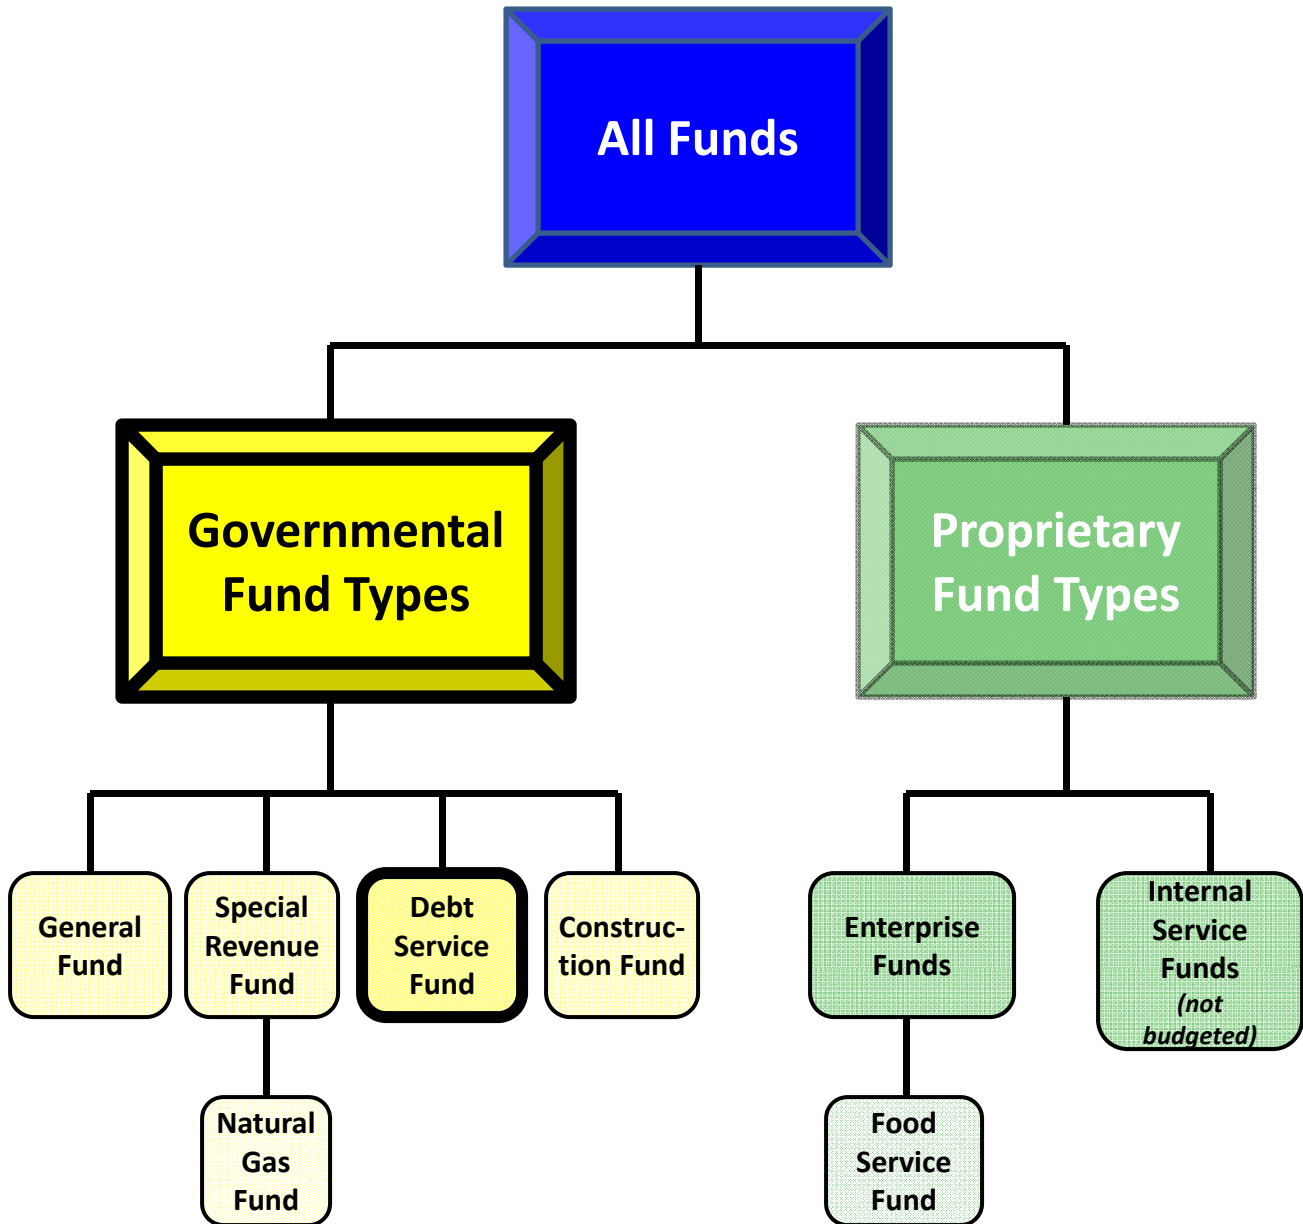 All Funds
Governmental
Fund Types
Proprietary
Fund Types
General
Fund
Special
Revenue
Fund
Debt
Service
Fund
Construc-
tion Fund
Enterprise
Funds
Internal
Service
Funds
(not
budgeted)
Natural
Gas
Fund
Food
Service
Fund